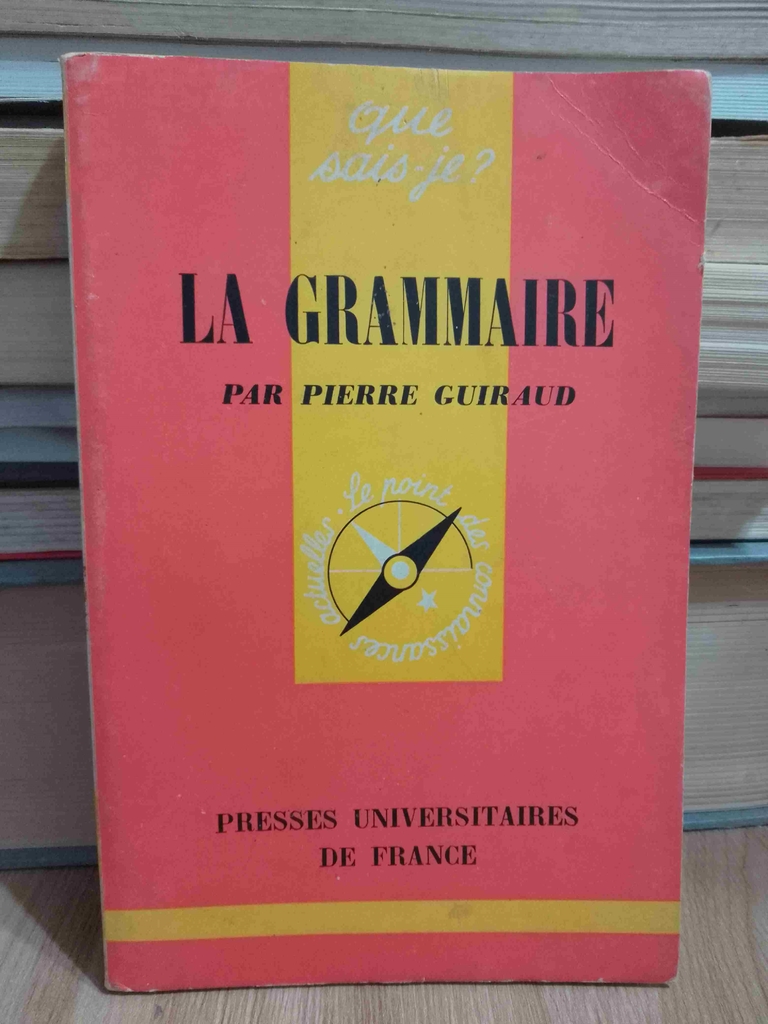 que
sais-je?
LA GRAMMAIRE
PAR PIERRE GUIRAUD
Le point des connaissances actuelles.
PRESSES UNIVERSITAIRES
DE FRANCE